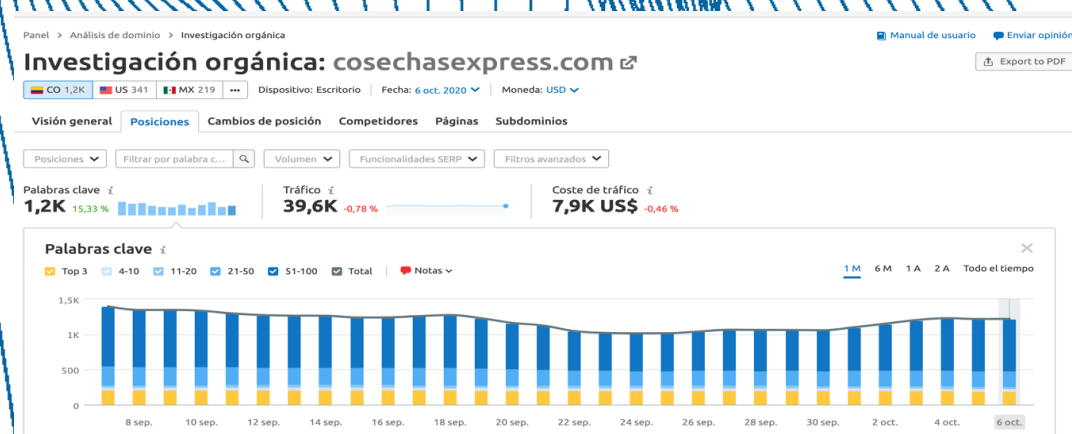 Panel > Análisis de dominio > Investigación orgánica
Manual de usuario Enviar opinión
Investigación orgánica: cosechasexpress.com
Export to PDF
CO 1,2K US 341 MX 219 ••• Dispositivo: Escritorio Fecha: 6 oct. 2020 Moneda: USD
Visión general Posiciones Cambios de posición Competidores Páginas Subdominios
Posiciones Filtrar por palabra c... Volumen Funcionalidades SERP Filtros avanzados
Palabras clave i Tráfico i Coste de tráfico i
1,2K 15,33 % 39,6K -0,78 % 7,9K US$ -0,46 %
Palabras clave i
Top 3 4-10 11-20 21-50 51-100 Total Notas 1 M 6 M 1 A 2 A Todo el tiempo
1,5K
1K
500
0
8 sep. 10 sep. 12 sep. 14 sep. 16 sep. 18 sep. 20 sep. 22 sep. 24 sep. 26 sep. 28 sep. 30 sep. 2 oct. 4 oct. 6 oct.